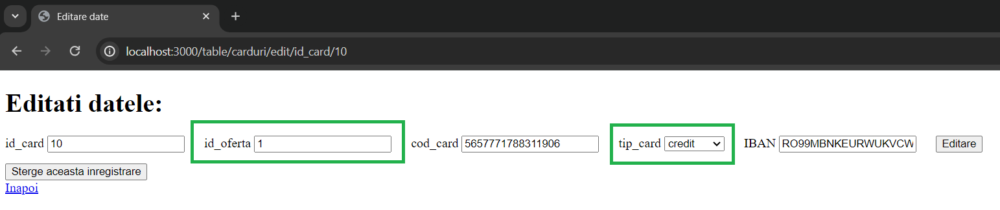 Editare date
localhost:3000/table/carduri/edit/id_card/10
Editati datele:
id_card 10 id_oferta 1 cod_card 5657771788311906 tip_card credit IBAN RO99MBNKEURWUKVCW Editare
Sterge aceasta inregistrare
Inapoi